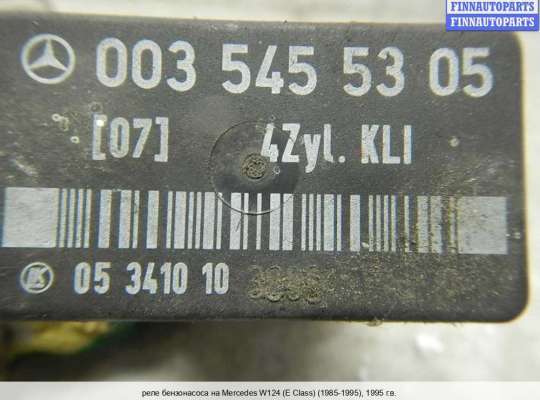 FINNAUTOPARTS
FINNAUTOPARTS
003 545 53 05
[07] 4Zyl. KLI
05 3410 10
реле бензонасоса на Mercedes W124 (E Class) (1985-1995), 1995 г.в.